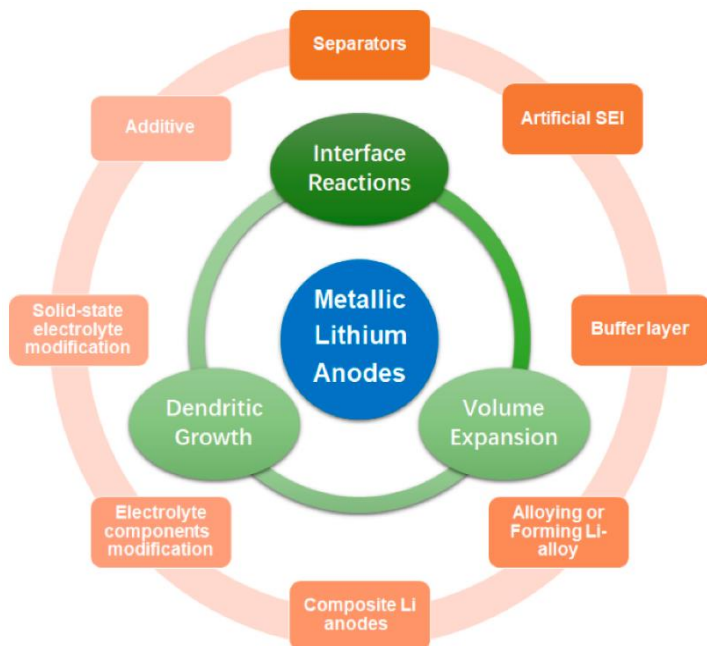 Separators
Additive
Artificial SEI
Interface
Reactions
Metallic
Lithium
Anodes
Solid-state
electrolyte
modification
Buffer layer
Dendritic
Growth
Volume
Expansion
Electrolyte
components
modification
Alloying or
Forming Li-
alloy
Composite Li
anodes